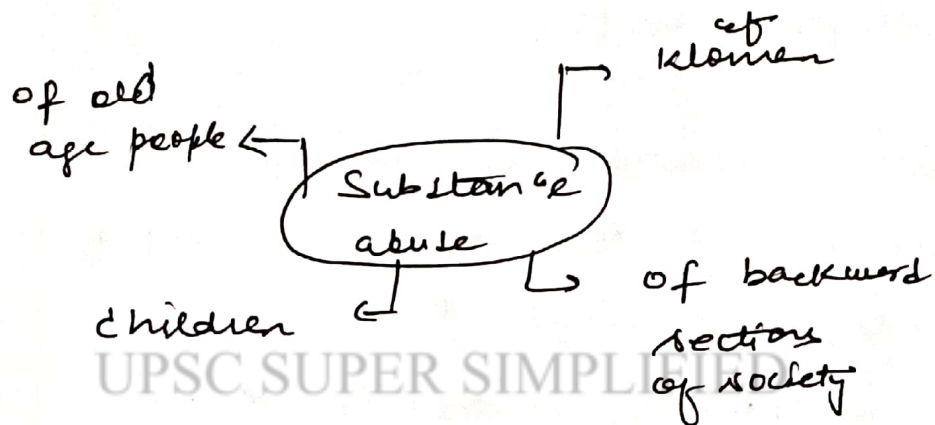 of
women
of old
age people
Substance
abuse
children
of backward
sections
of society
UPSC SUPER SIMPLIFIED